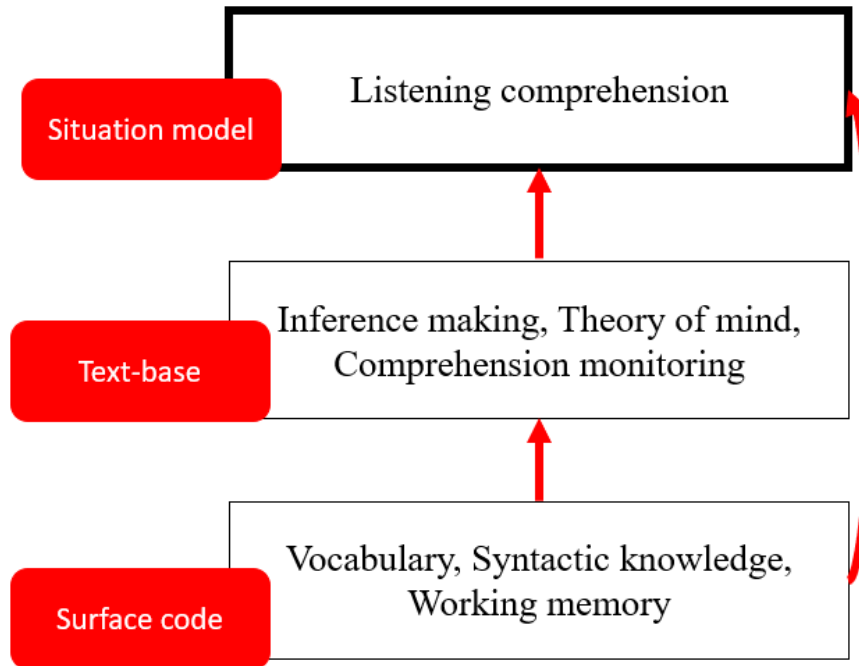 Listening comprehension
Situation model
Inference making, Theory of mind,
Comprehension monitoring
Text-base
Vocabulary, Syntactic knowledge,
Working memory
Surface code